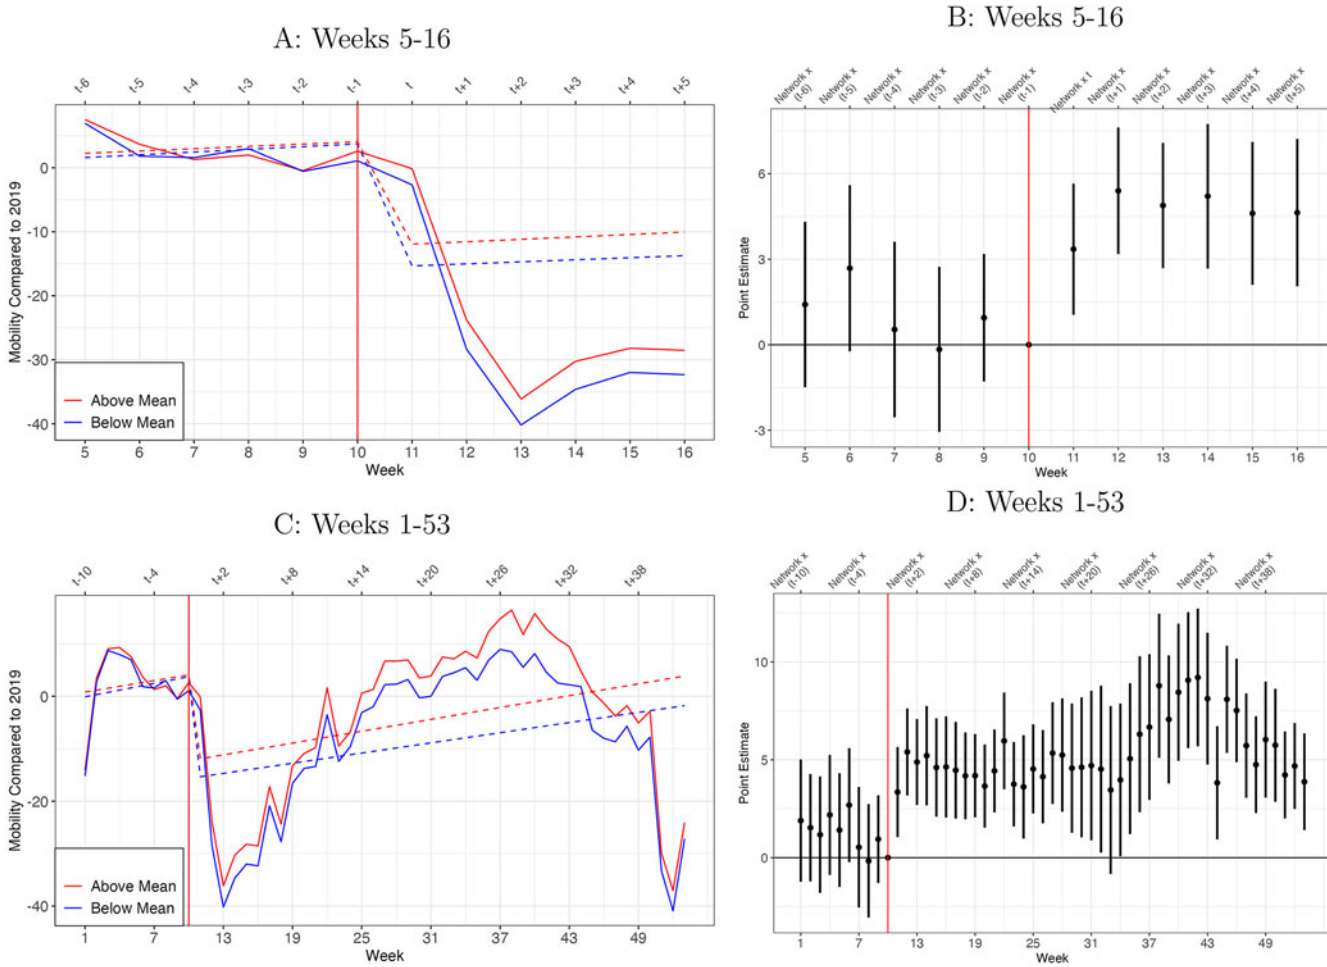 A: Weeks 5-16
t-6 t-5 t-4 t-3 t-2 t-1 t t+1 t+2 t+3 t+4 t+5
Mobility Compared to 2019
0
-10
-20
-30
-40
Above Mean
Below Mean
5 6 7 8 9 10 11 12 13 14 15 16
Week
B: Weeks 5-16
Network x (t-6)
Network x (t-5)
Network x (t-4)
Network x (t-3)
Network x (t-2)
Network x (t-1)
Network x t
Network x (t+1)
Network x (t+2)
Network x (t+3)
Network x (t+4)
Network x (t+5)
Point Estimate
6
3
0
-3
5 6 7 8 9 10 11 12 13 14 15 16
Week
C: Weeks 1-53
t-10 t-4 t+2 t+8 t+14 t+20 t+26 t+32 t+38
Mobility Compared to 2019
0
-20
-40
Above Mean
Below Mean
1 7 13 19 25 31 37 43 49
Week
D: Weeks 1-53
Network x (t-10)
Network x (t-4)
Network x (t+2)
Network x (t+8)
Network x (t+14)
Network x (t+20)
Network x (t+26)
Network x (t+32)
Network x (t+38)
Point Estimate
10
5
0
1 7 13 19 25 31 37 43 49
Week